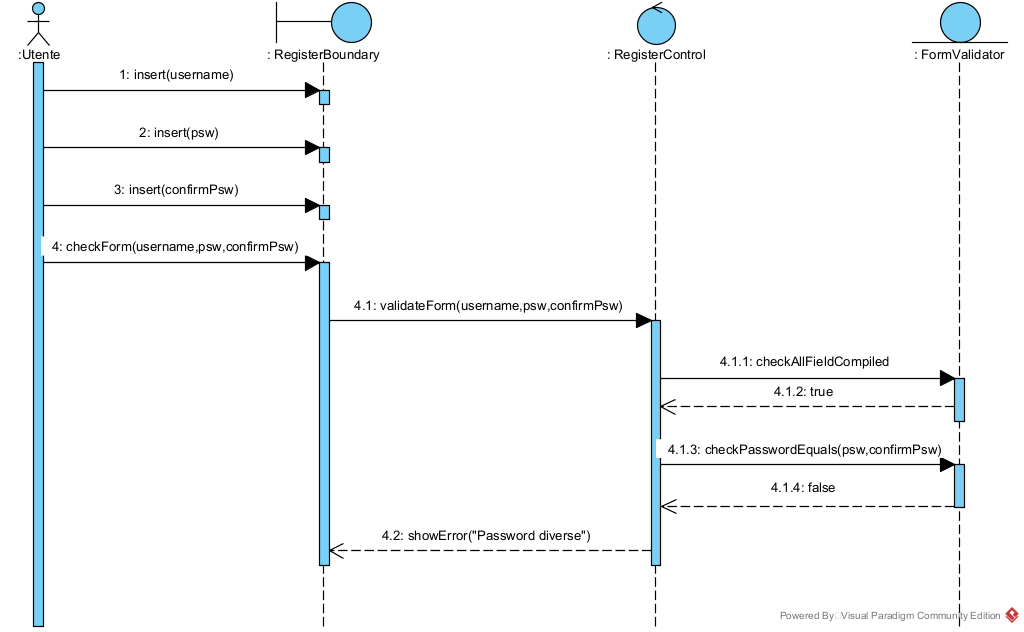 :Utente
: RegisterBoundary
: RegisterControl
: FormValidator
1: insert(username)
2: insert(psw)
3: insert(confirmPsw)
4: checkForm(username,psw,confirmPsw)
4.1: validateForm(username,psw,confirmPsw)
4.1.1: checkAllFieldCompiled
4.1.2: true
4.1.3: checkPasswordEquals(psw,confirmPsw)
4.1.4: false
4.2: showError("Password diverse")
Powered By Visual Paradigm Community Edition